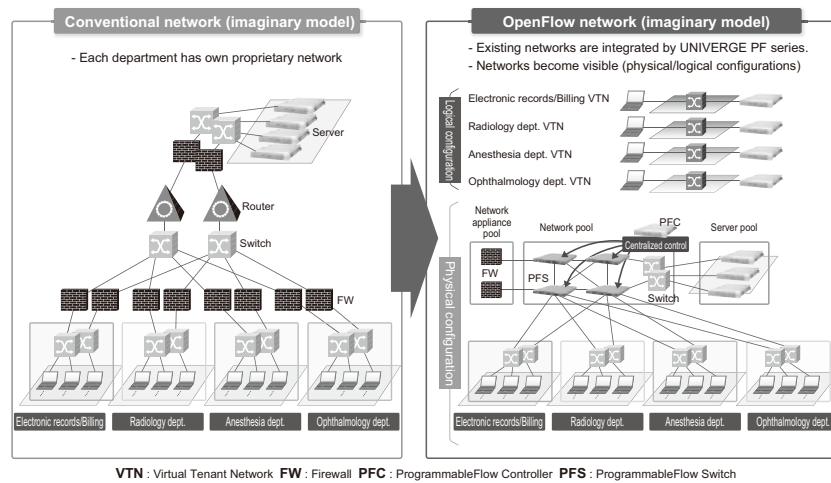 Conventional network (imaginary model)
- Each department has own proprietary network
Server
Router
Switch
FW
Electronic records/Billing
Radiology dept.
Anesthesia dept.
Ophthalmology dept.
OpenFlow network (imaginary model)
- Existing networks are integrated by UNIVERGE PF series.
- Networks become visible (physical/logical configurations)
Logical configuration
Electronic records/Billing VTN
Radiology dept. VTN
Anesthesia dept. VTN
Ophthalmology dept. VTN
Physical configuration
Network
appliance
pool
Network pool
PFC
Server pool
Centralized control
FW
PFS
Switch
Electronic records/Billing
Radiology dept.
Anesthesia dept.
Ophthalmology dept.
VTN : Virtual Tenant Network FW : Firewall PFC : ProgrammableFlow Controller PFS : ProgrammableFlow Switch